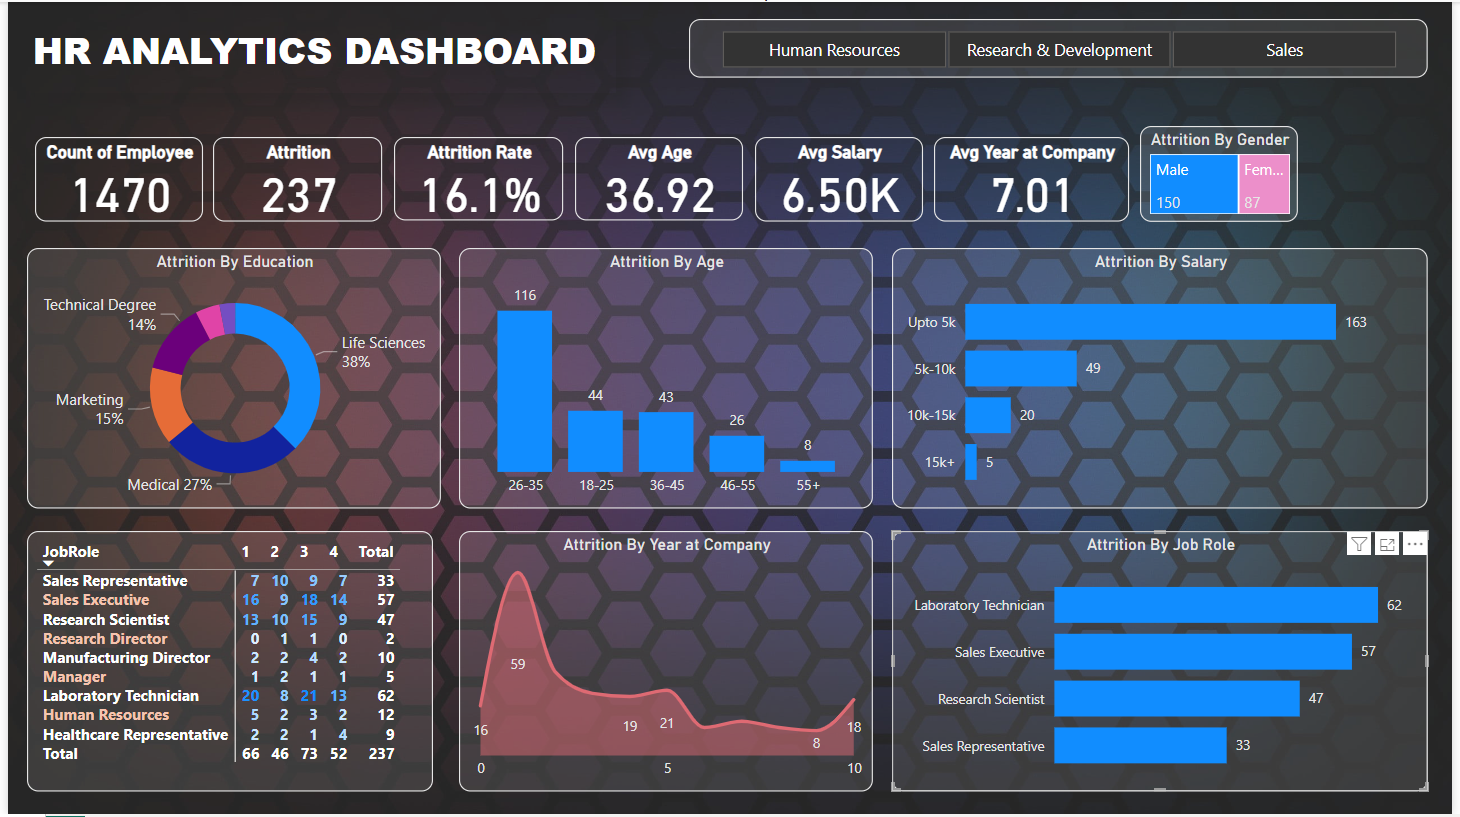 HR ANALYTICS DASHBOARD
Human Resources Research & Development Sales
Count of Employee
1470
Attrition
237
Attrition Rate
16.1%
Avg Age
36.92
Avg Salary
6.50K
Avg Year at Company
7.01
Attrition By Gender
Male Fem...
150 87
Attrition By Education
Technical Degree
14%
Life Sciences
38%
Marketing
15%
Medical 27%
Attrition By Age
116
44
43
26
8
26-35 18-25 36-45 46-55 55+
Attrition By Salary
Upto 5k 163
5k-10k 49
10k-15k 20
15k+ 5
JobRole 1 2 3 4 Total
Sales Representative 7 10 9 7 33
Sales Executive 16 9 18 14 57
Research Scientist 13 10 15 9 47
Research Director 0 1 1 0 2
Manufacturing Director 2 2 4 2 10
Manager 1 2 1 1 5
Laboratory Technician 20 8 21 13 62
Human Resources 5 2 3 2 12
Healthcare Representative 2 2 1 4 9
Total 66 46 73 52 237
Attrition By Year at Company
59
16 19 21 8 18
0 5 10
Attrition By Job Role
Laboratory Technician 62
Sales Executive 57
Research Scientist 47
Sales Representative 33